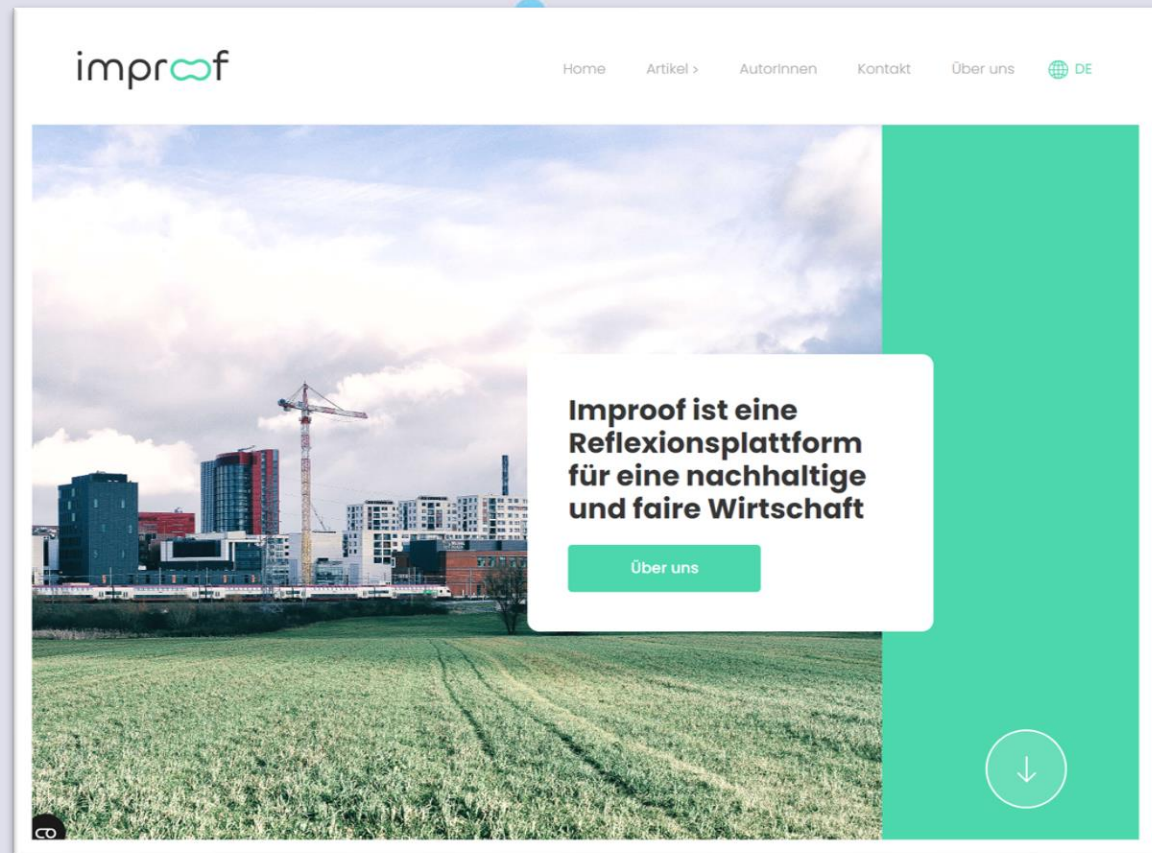 improof
Home Artikel > AutorInnen Kontakt Über uns DE
Improof ist eine
Reflexionsplattform
für eine nachhaltige
und faire Wirtschaft
Über uns